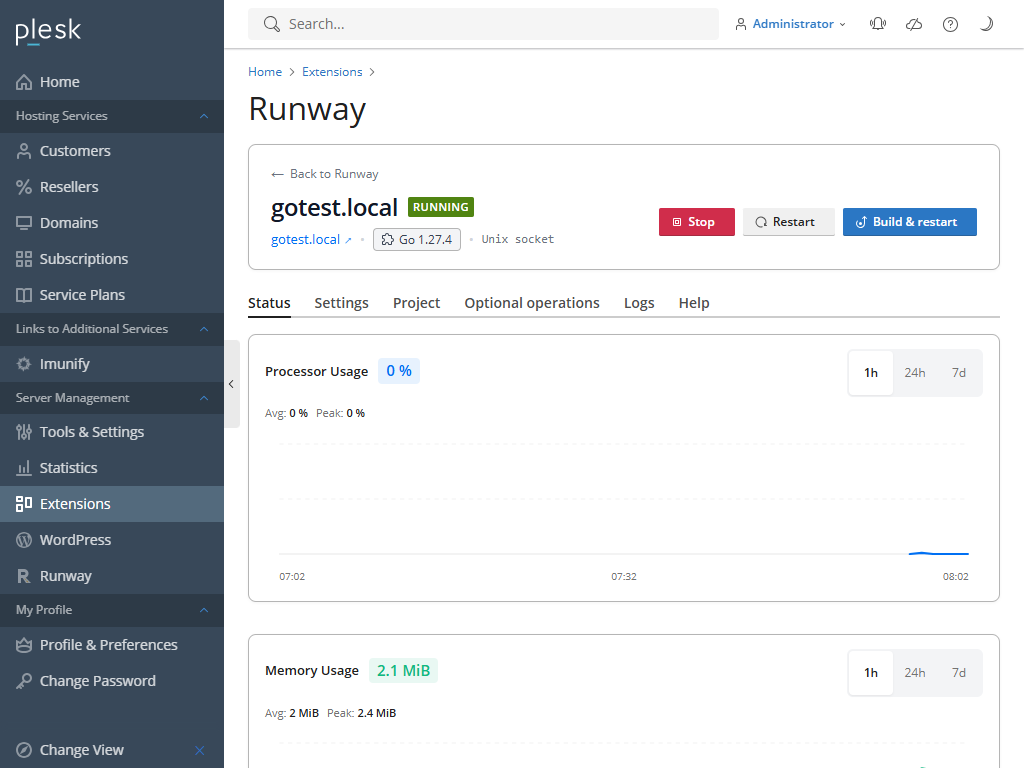 plesk
Search...
Administrator
Home
Hosting Services
Customers
Resellers
Domains
Subscriptions
Service Plans
Links to Additional Services
Imunify
Server Management
Tools & Settings
Statistics
Extensions
WordPress
Runway
My Profile
Profile & Preferences
Change Password
Change View
Home > Extensions >
Runway
← Back to Runway
gotest.local RUNNING
gotest.local ↗ • Go 1.27.4 • Unix socket
Stop
Restart
Build & restart
Status Settings Project Optional operations Logs Help
Processor Usage 0 %
1h 24h 7d
Avg: 0 % Peak: 0 %
07:02 07:32 08:02
Memory Usage 2.1 MiB
1h 24h 7d
Avg: 2 MiB Peak: 2.4 MiB